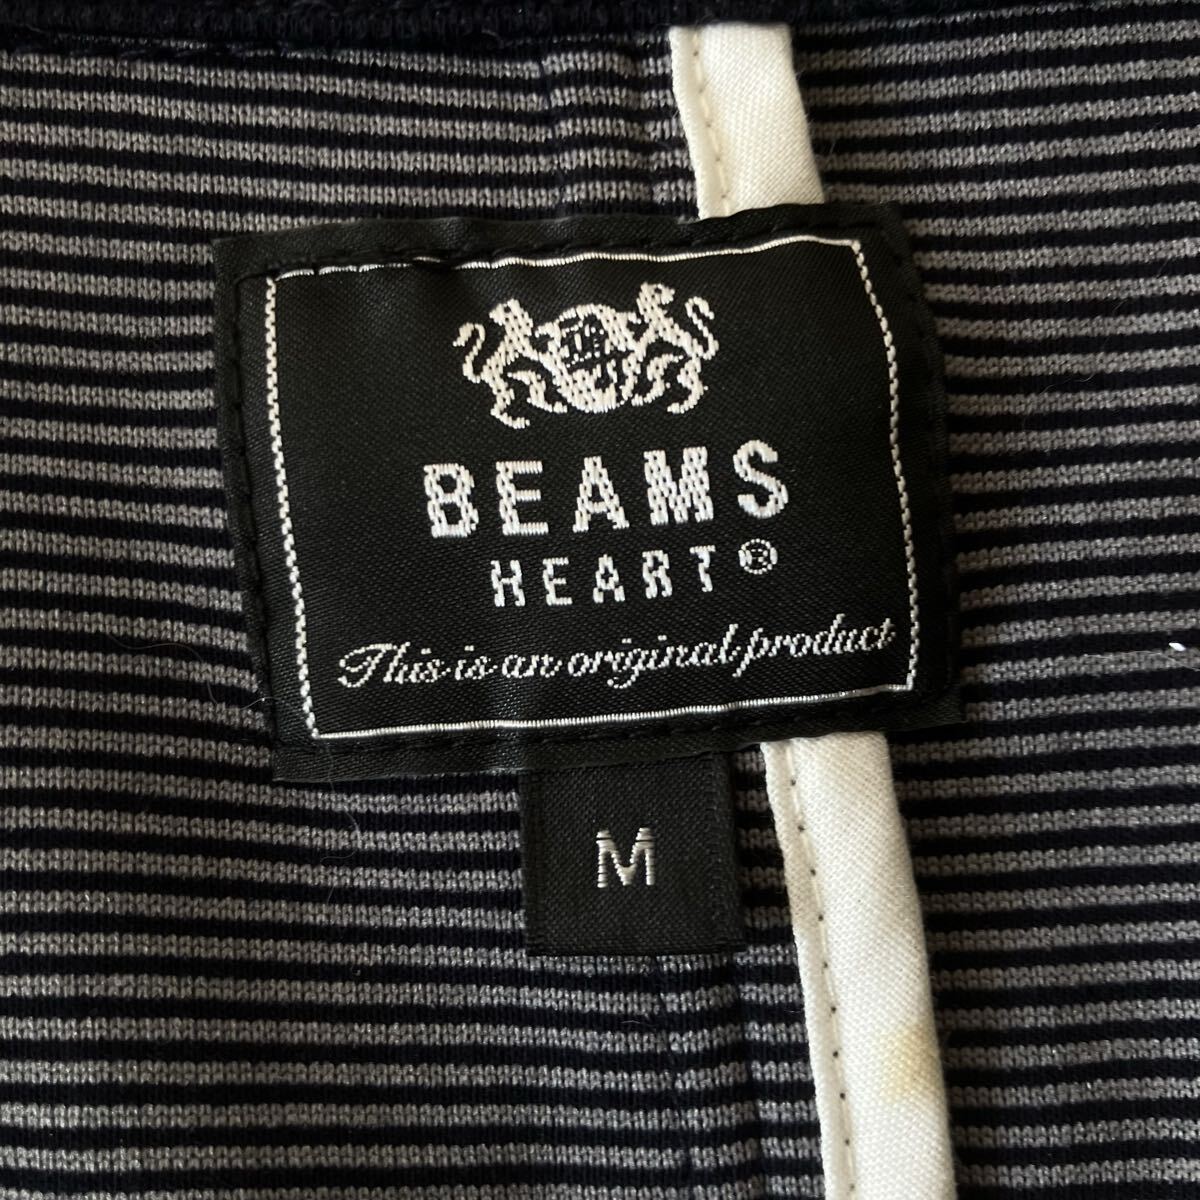 BEAMS
HEART®
This is an original product
M